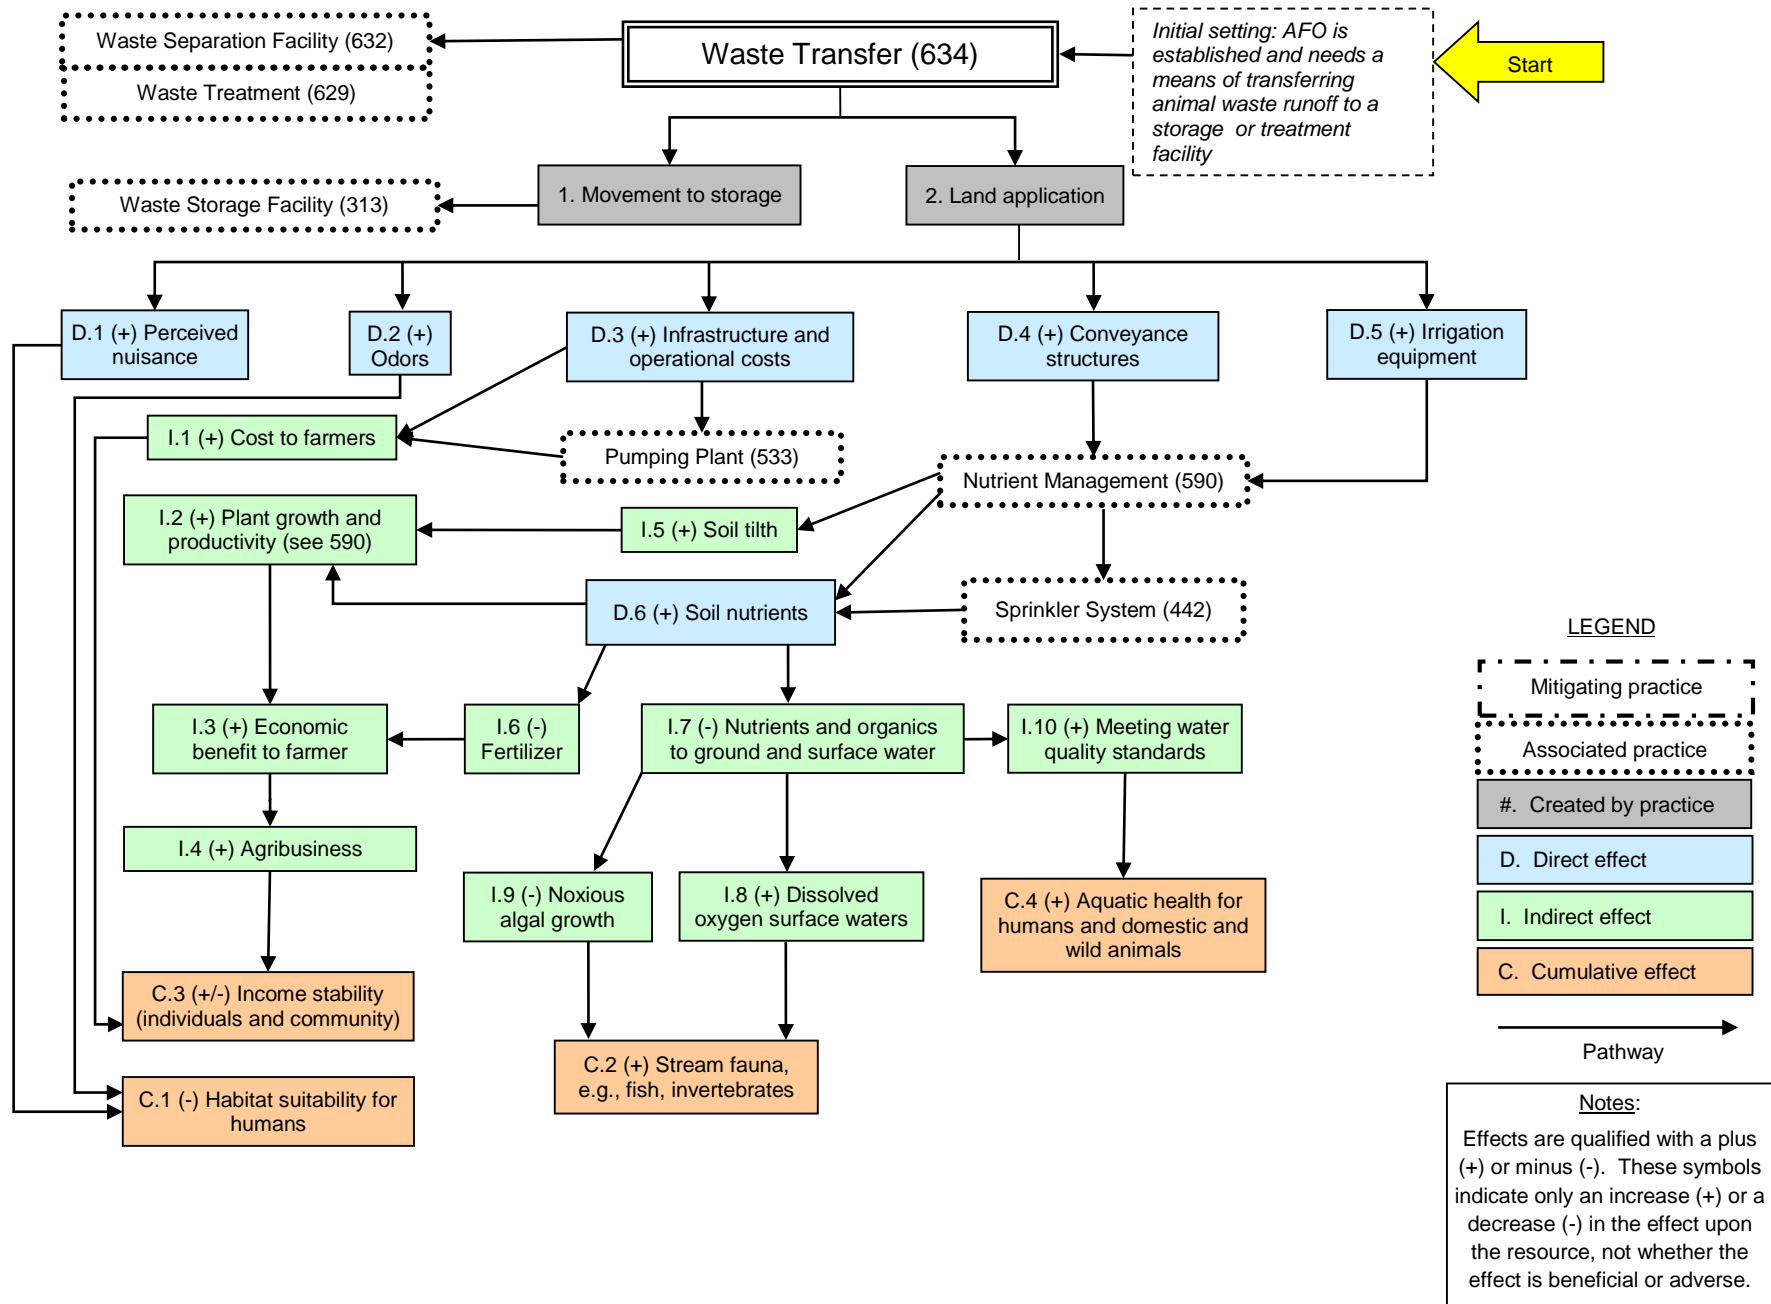 Waste Separation Facility (632)
Waste Treatment (629)
Waste Transfer (634)
Initial setting: AFO is
established and needs a
means of transferring
animal waste runoff to a
storage or treatment
facility
Start
Waste Storage Facility (313)
1. Movement to storage
2. Land application
D.1 (+) Perceived
nuisance
D.2 (+)
Odors
D.3 (+) Infrastructure and
operational costs
D.4 (+) Conveyance
structures
D.5 (+) Irrigation
equipment
I.1 (+) Cost to farmers
Pumping Plant (533)
Nutrient Management (590)
I.2 (+) Plant growth and
productivity (see 590)
I.5 (+) Soil tilth
D.6 (+) Soil nutrients
Sprinkler System (442)
I.3 (+) Economic
benefit to farmer
I.6 (-)
Fertilizer
I.7 (-) Nutrients and organics
to ground and surface water
I.10 (+) Meeting water
quality standards
I.4 (+) Agribusiness
I.9 (-) Noxious
algal growth
I.8 (+) Dissolved
oxygen surface waters
C.4 (+) Aquatic health for
humans and domestic and
wild animals
C.3 (+/-) Income stability
(individuals and community)
C.2 (+) Stream fauna,
e.g., fish, invertebrates
C.1 (-) Habitat suitability for
humans
LEGEND
Mitigating practice
Associated practice
#. Created by practice
D. Direct effect
I. Indirect effect
C. Cumulative effect
Pathway
Notes:
Effects are qualified with a plus
(+) or minus (-). These symbols
indicate only an increase (+) or a
decrease (-) in the effect upon
the resource, not whether the
effect is beneficial or adverse.